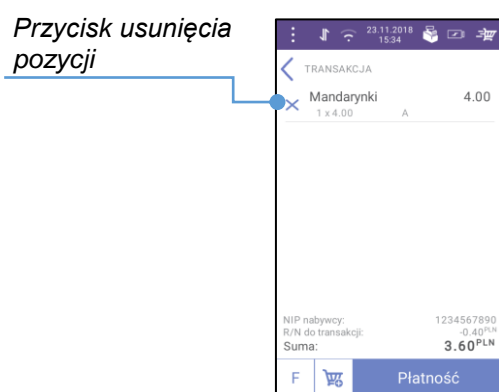 Przycisk usunięcia
pozycji
23.11.2018
15:34
TRANSAKCJA
Mandarynki 4.00
1 x 4.00 A
NIP nabywcy: 1234567890
R/N do transakcji: -0.40PLN
Suma: 3.60PLN
F Płatność